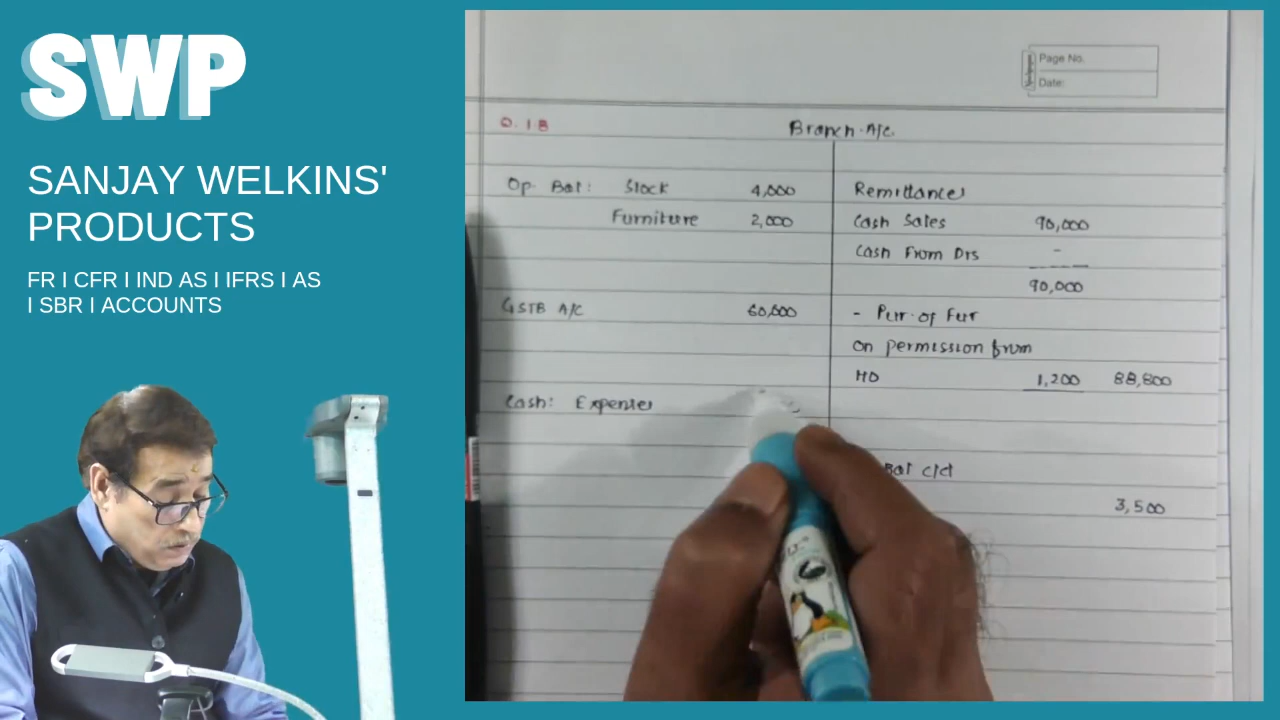 SWP
SANJAY WELKINS'
PRODUCTS
FR I CFR I IND AS I IFRS I AS
I SBR I ACCOUNTS
Page No.
Date:
Q.18
Branch A/c
Op Bal: Stock 4,000
Furniture 2,000
GSTB A/C 60,000
Cash: Expenses
Remittances
Cash Sales 90,000
Cash From Drs -
90,000
- Pur. of Fur
on permission from
HO 1,200 88,800
Bal c/d
3,500